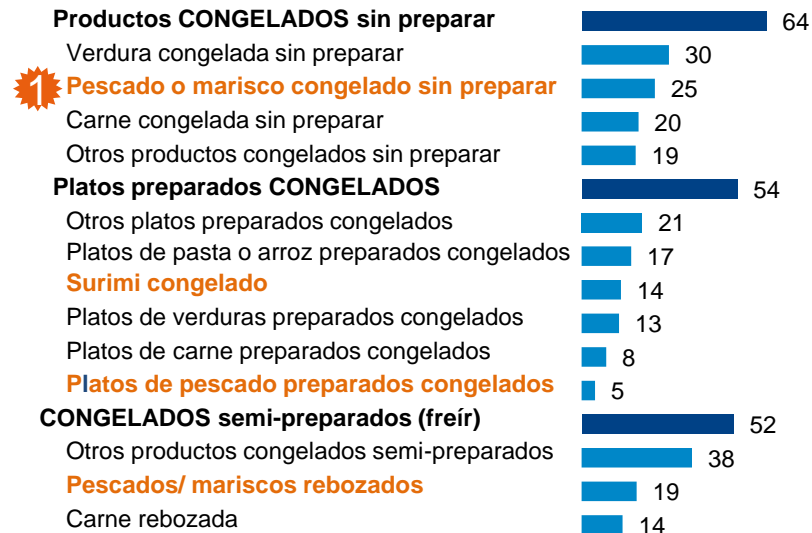 Productos CONGELADOS sin preparar 64
Verdura congelada sin preparar 30
1 Pescado o marisco congelado sin preparar 25
Carne congelada sin preparar 20
Otros productos congelados sin preparar 19
Platos preparados CONGELADOS 54
Otros platos preparados congelados 21
Platos de pasta o arroz preparados congelados 17
Surimi congelado 14
Platos de verduras preparados congelados 13
Platos de carne preparados congelados 8
Platos de pescado preparados congelados 5
CONGELADOS semi-preparados (freír) 52
Otros productos congelados semi-preparados 38
Pescados/ mariscos rebozados 19
Carne rebozada 14